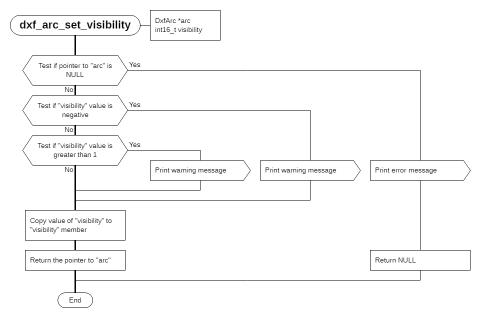 dxf_arc_set_visibility
DxfArc *arc
int16_t visibility
Test if pointer to "arc" is
NULL
Yes
No
Test if "visibility" value is
negative
Yes
No
Test if "visibility" value is
greater than 1
Yes
No
Print warning message
Print warning message
Print error message
Copy value of "visibility" to
"visibility" member
Return the pointer to "arc"
Return NULL
End